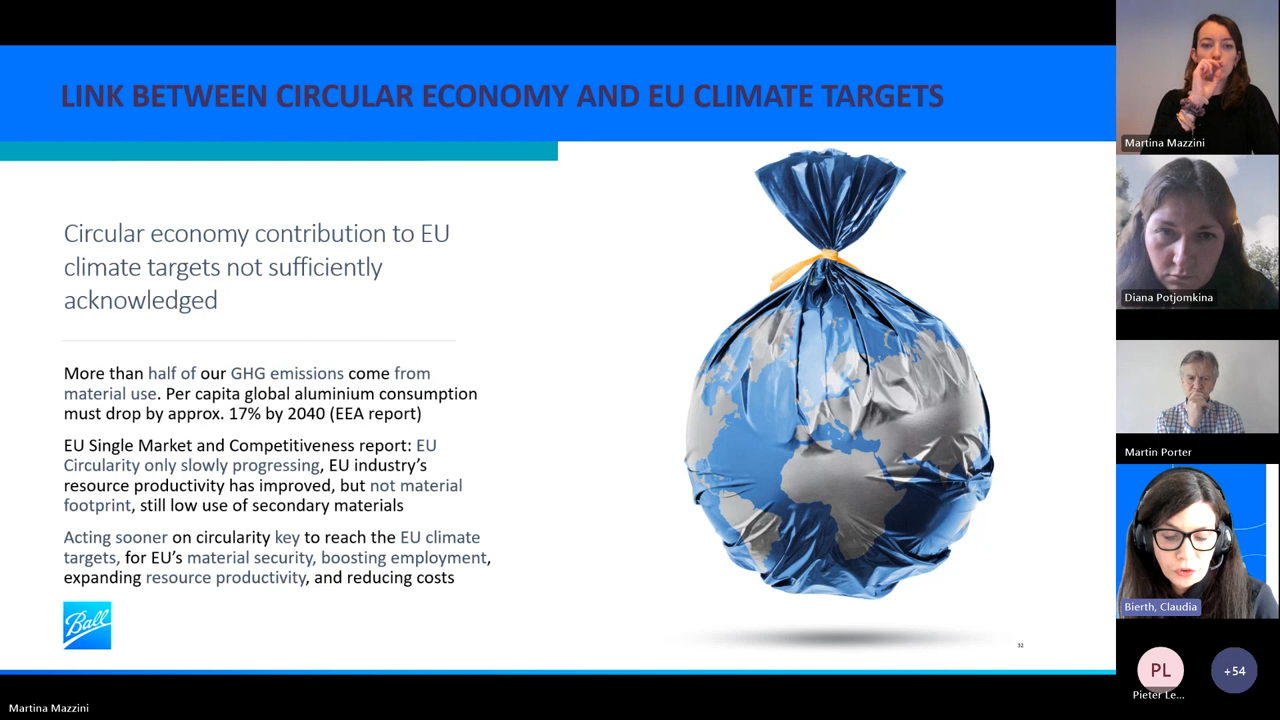 LINK BETWEEN CIRCULAR ECONOMY AND EU CLIMATE TARGETS
Circular economy contribution to EU
climate targets not sufficiently
acknowledged
More than half of our GHG emissions come from
material use. Per capita global aluminium consumption
must drop by approx. 17% by 2040 (EEA report)
EU Single Market and Competitiveness report: EU
Circularity only slowly progressing, EU industry's
resource productivity has improved, but not material
footprint, still low use of secondary materials
Acting sooner on circularity key to reach the EU climate
targets, for EU's material security, boosting employment,
expanding resource productivity, and reducing costs
Ball
32
Martina Mazzini
Diana Potjomkina
Martin Porter
Bierth, Claudia
PL
Pieter Le...
+54
Martina Mazzini